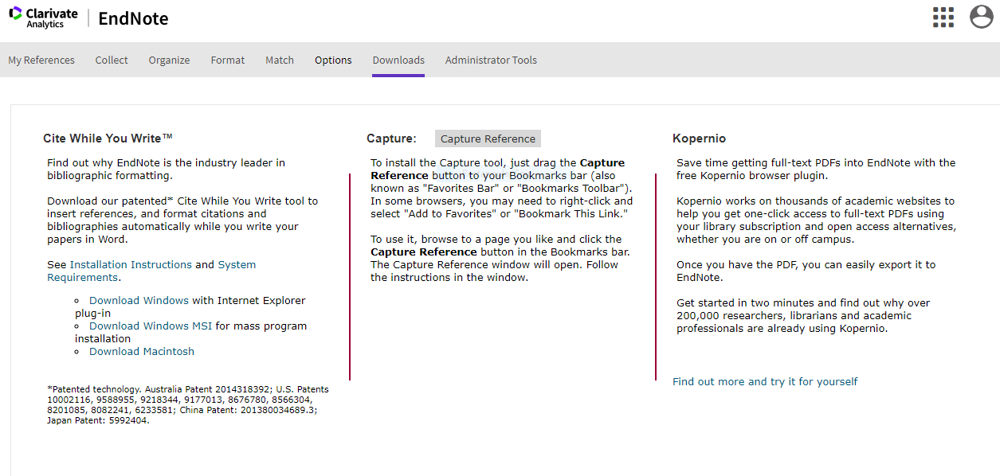 Clarivate
Analytics
EndNote
My References
Collect
Organize
Format
Match
Options
Downloads
Administrator Tools
Cite While You Write™
Find out why EndNote is the industry leader in
bibliographic formatting.
Download our patented* Cite While You Write tool to
insert references, and format citations and
bibliographies automatically while you write your
papers in Word.
See Installation Instructions and System
Requirements.
Download Windows with Internet Explorer
plug-in
Download Windows MSI for mass program
installation
Download Macintosh
*Patented technology. Australia Patent 2014318392; U.S. Patents
10002116, 9588955, 9218344, 9177013, 8676780, 8566304,
8201085, 8082241, 6233581; China Patent: 201380034689.3;
Japan Patent: 5992404.
Capture:
Capture Reference
To install the Capture tool, just drag the Capture
Reference button to your Bookmarks bar (also
known as "Favorites Bar" or "Bookmarks Toolbar").
In some browsers, you may need to right-click and
select "Add to Favorites" or "Bookmark This Link."
To use it, browse to a page you like and click the
Capture Reference button in the Bookmarks bar.
The Capture Reference window will open. Follow
the instructions in the window.
Kopernio
Save time getting full-text PDFs into EndNote with the
free Kopernio browser plugin.
Kopernio works on thousands of academic websites to
help you get one-click access to full-text PDFs using
your library subscription and open access alternatives,
whether you are on or off campus.
Once you have the PDF, you can easily export it to
EndNote.
Get started in two minutes and find out why over
200,000 researchers, librarians and academic
professionals are already using Kopernio.
Find out more and try it for yourself